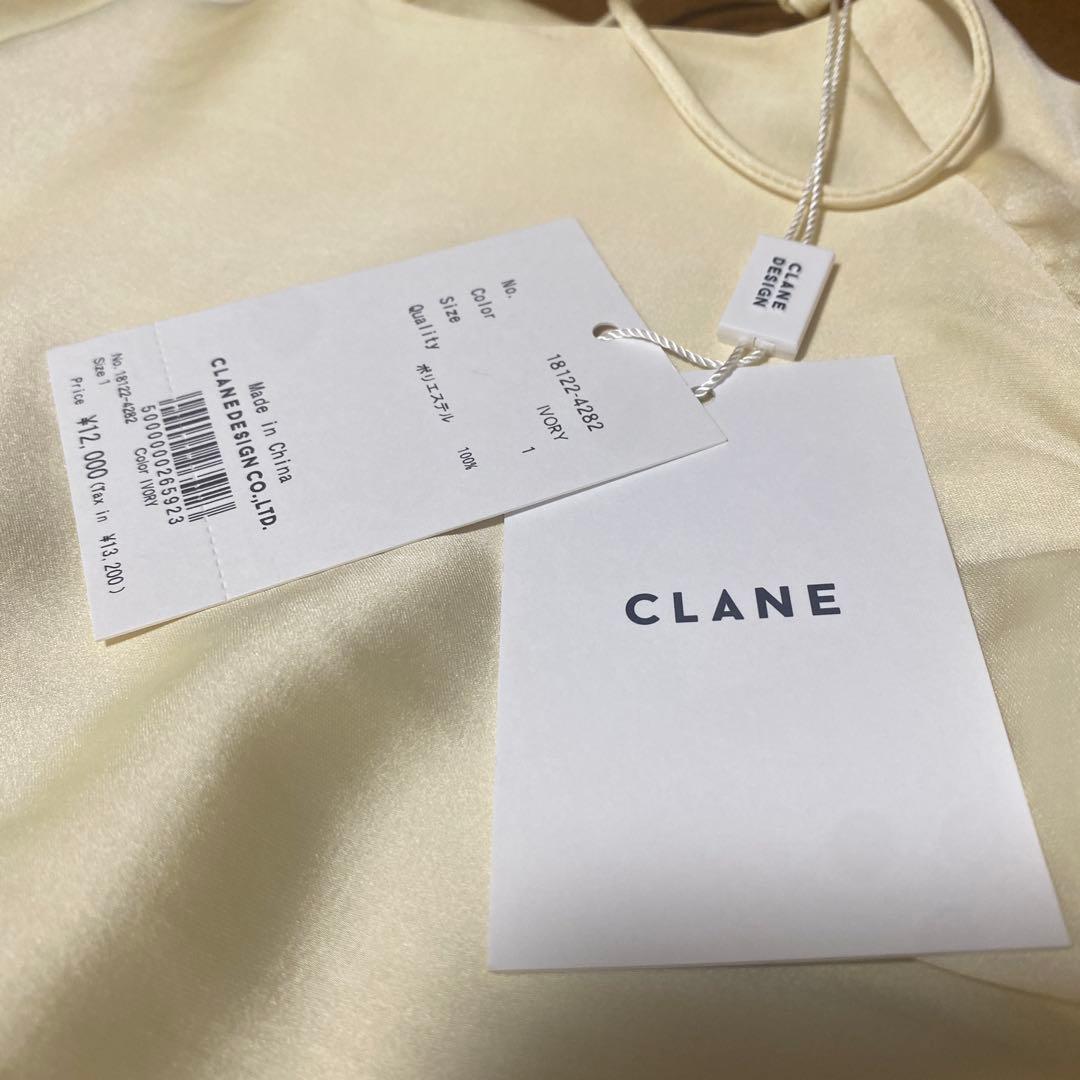 CLANE
DESIGN
No. 18122-4282
Color IVORY
Size 1
Quality ポリエステル 100%
Made in China
CLANE DESIGN CO.,LTD.
5000000265923
No. 18122-4282 Color IVORY
Size 1
Price ¥12,000 (Tax in ¥13,200)
CLANE